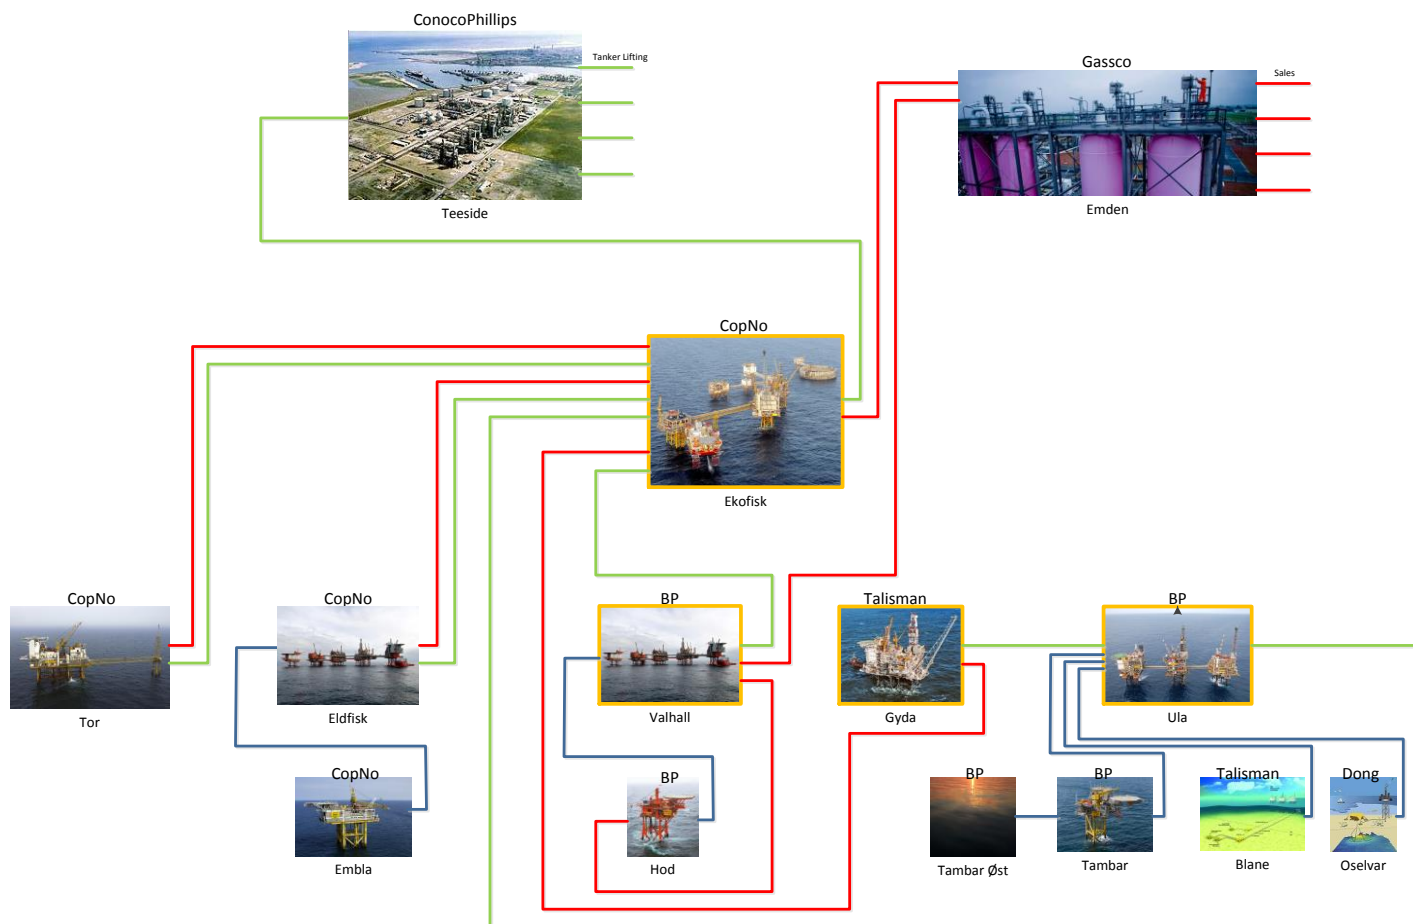 ConocoPhillips
Tanker Lifting
Teeside
Gassco
Sales
Emden
CopNo
Ekofisk
CopNo
Tor
CopNo
Eldfisk
BP
Valhall
Talisman
Gyda
BP
Ula
CopNo
Embla
BP
Hod
BP
Tambar Øst
BP
Tambar
Talisman
Blane
Dong
Oselvar